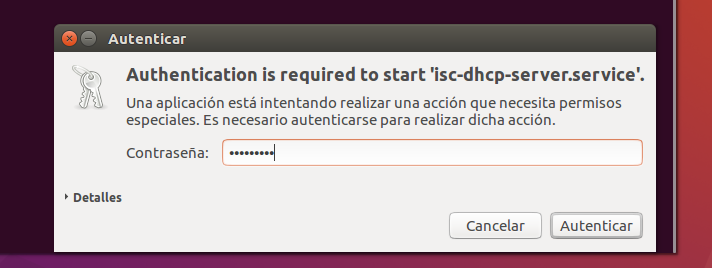 Autenticar
Authentication is required to start 'isc-dhcp-server.service'.
Una aplicación está intentando realizar una acción que necesita permisos
especiales. Es necesario autenticarse para realizar dicha acción.
Contraseña: •••••••••
Detalles
Cancelar Autenticar